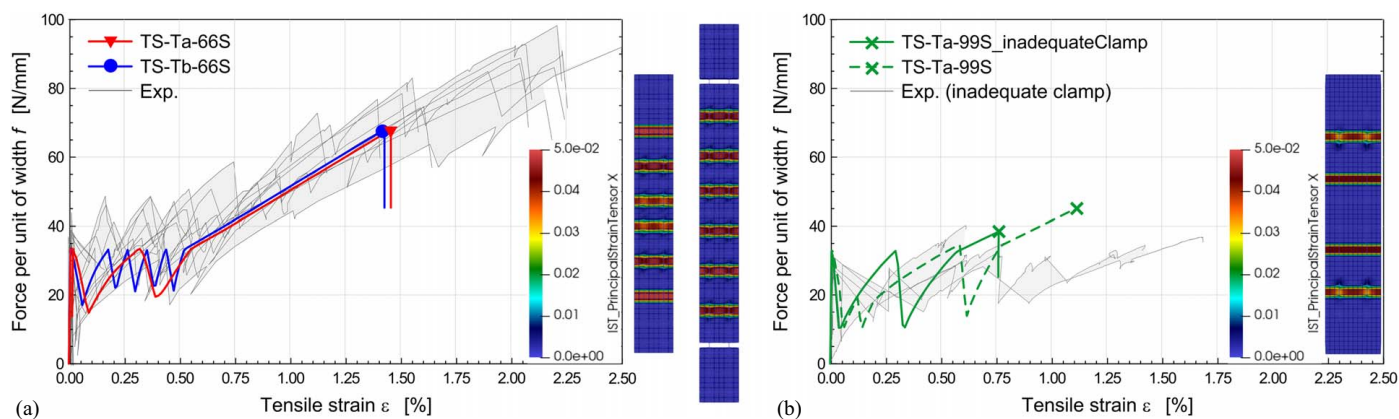 100
80
60
40
20
0
Force per unit of width f [N/mm]
TS-Ta-66S
TS-Tb-66S
Exp.
5.0e-02
0.04
0.03
0.02
0.01
0.0e+00
IST_PrincipalStrainTensor X
0.00 0.25 0.50 0.75 1.00 1.25 1.50 1.75 2.00 2.25 2.50
Tensile strain ε [%]
(a)
100
80
60
40
20
0
Force per unit of width f [N/mm]
TS-Ta-99S_inadequateClamp
TS-Ta-99S
Exp. (inadequate clamp)
5.0e-02
0.04
0.03
0.02
0.01
0.0e+00
IST_PrincipalStrainTensor X
0.00 0.25 0.50 0.75 1.00 1.25 1.50 1.75 2.00 2.25 2.50
Tensile strain ε [%]
(b)